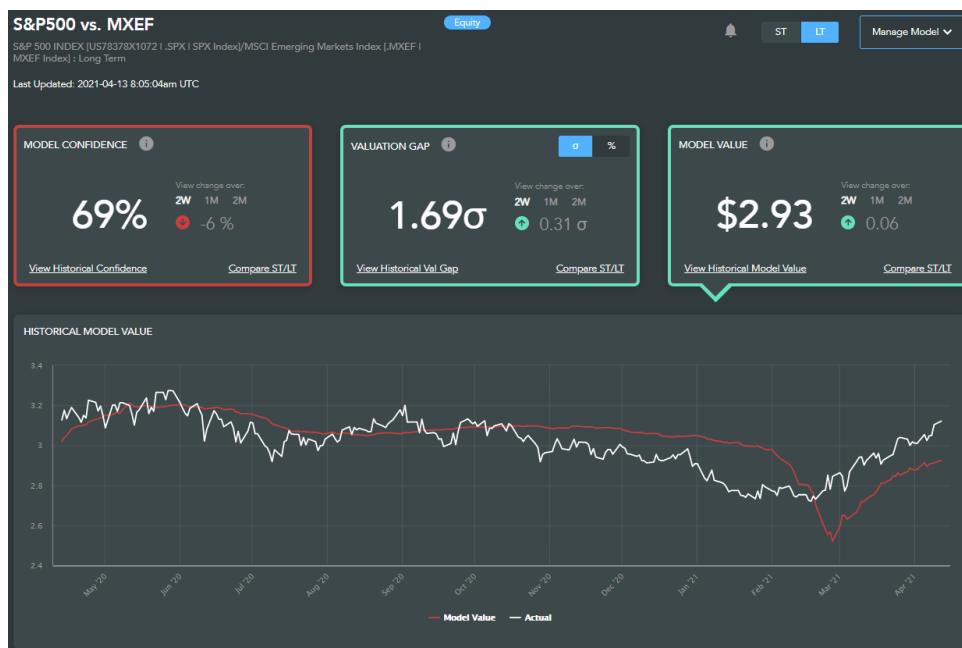 S&P500 vs. MXEF
Equity
ST LT
Manage Model
S&P 500 INDEX [US78378X1072 I .SPX I SPX Index]/MSCI Emerging Markets Index [.MXEF I
MXEF Index] : Long Term
Last Updated: 2021-04-13 8:05:04am UTC
MODEL CONFIDENCE i
View change over:
2W 1M 2M
69%
-6 %
View Historical Confidence
Compare ST/LT
VALUATION GAP i
σ %
View change over:
2W 1M 2M
1.69σ
0.31 σ
View Historical Val Gap
Compare ST/LT
MODEL VALUE i
View change over:
2W 1M 2M
$2.93
0.06
View Historical Model Value
Compare ST/LT
HISTORICAL MODEL VALUE
3.4
3.2
3
2.8
2.6
2.4
May '20
Jun '20
Jul '20
Aug '20
Sep '20
Oct '20
Nov '20
Dec '20
Jan '21
Feb '21
Mar '21
Apr '21
Model Value
Actual